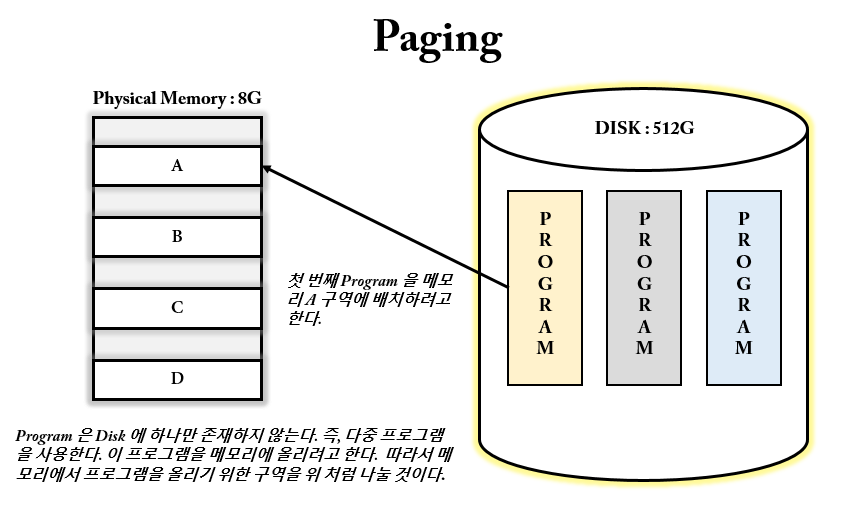 Paging
Physical Memory : 8G
A
B
C
D
DISK : 512G
PROGRAM
PROGRAM
PROGRAM
첫 번째 Program 을 메모
리 A 구역에 배치하려고
한다.
Program 은 Disk 에 하나만 존재하지 않는다. 즉, 다중 프로그램
을 사용한다. 이 프로그램을 메모리에 올리려고 한다. 따라서 메
모리에서 프로그램을 올리기 위한 구역을 위 처럼 나눌 것이다.